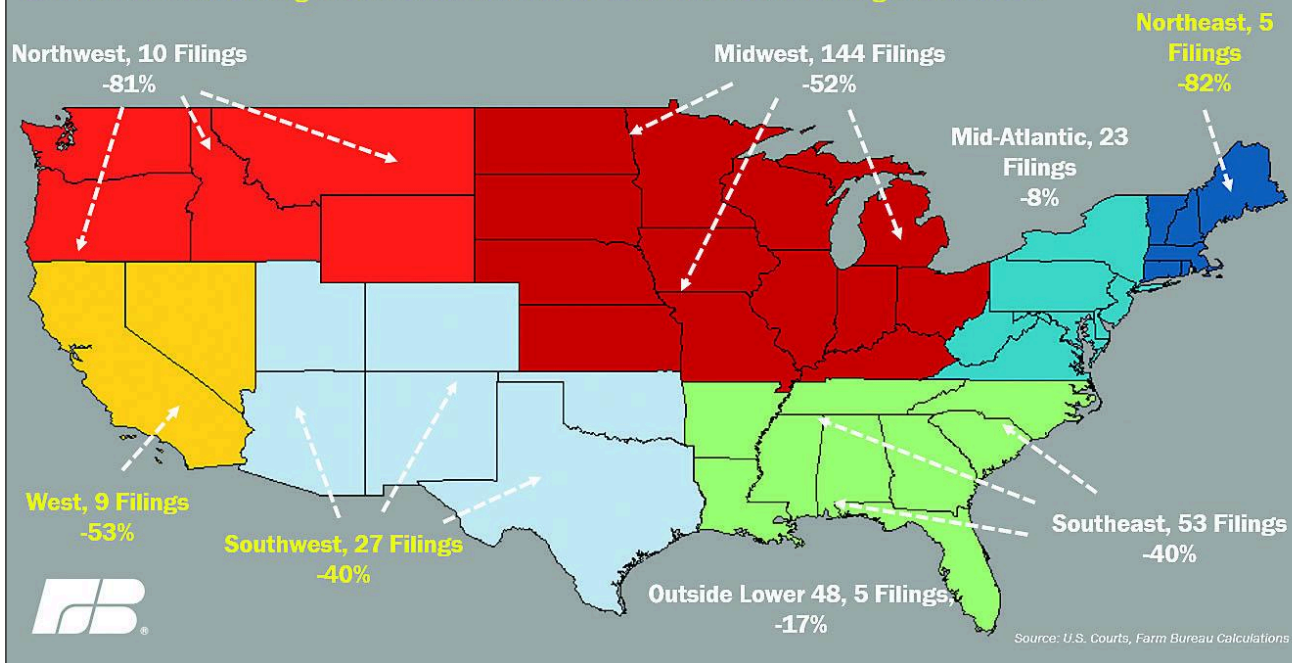 Northwest, 10 Filings
-81%
Midwest, 144 Filings
-52%
Northeast, 5
Filings
-82%
Mid-Atlantic, 23
Filings
-8%
West, 9 Filings
-53%
Southwest, 27 Filings
-40%
Southeast, 53 Filings
-40%
Outside Lower 48, 5 Filings,
-17%
FB
®
Source: U.S. Courts, Farm Bureau Calculations